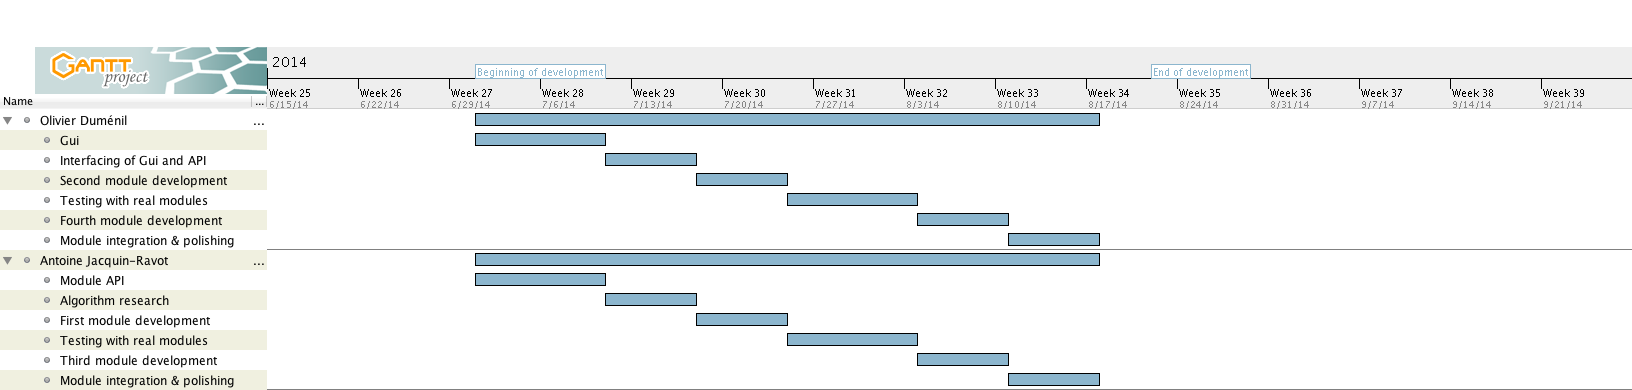 GANTT
project
2014
Beginning of development
End of development
Name
...
Week 25
Week 26
Week 27
Week 28
Week 29
Week 30
Week 31
Week 32
Week 33
Week 34
Week 35
Week 36
Week 37
Week 38
Week 39
6/15/14
6/22/14
6/29/14
7/6/14
7/13/14
7/20/14
7/27/14
8/3/14
8/10/14
8/17/14
8/24/14
8/31/14
9/7/14
9/14/14
9/21/14
Olivier Duménil ...
Gui
Interfacing of Gui and API
Second module development
Testing with real modules
Fourth module development
Module integration & polishing
Antoine Jacquin-Ravot ...
Module API
Algorithm research
First module development
Testing with real modules
Third module development
Module integration & polishing